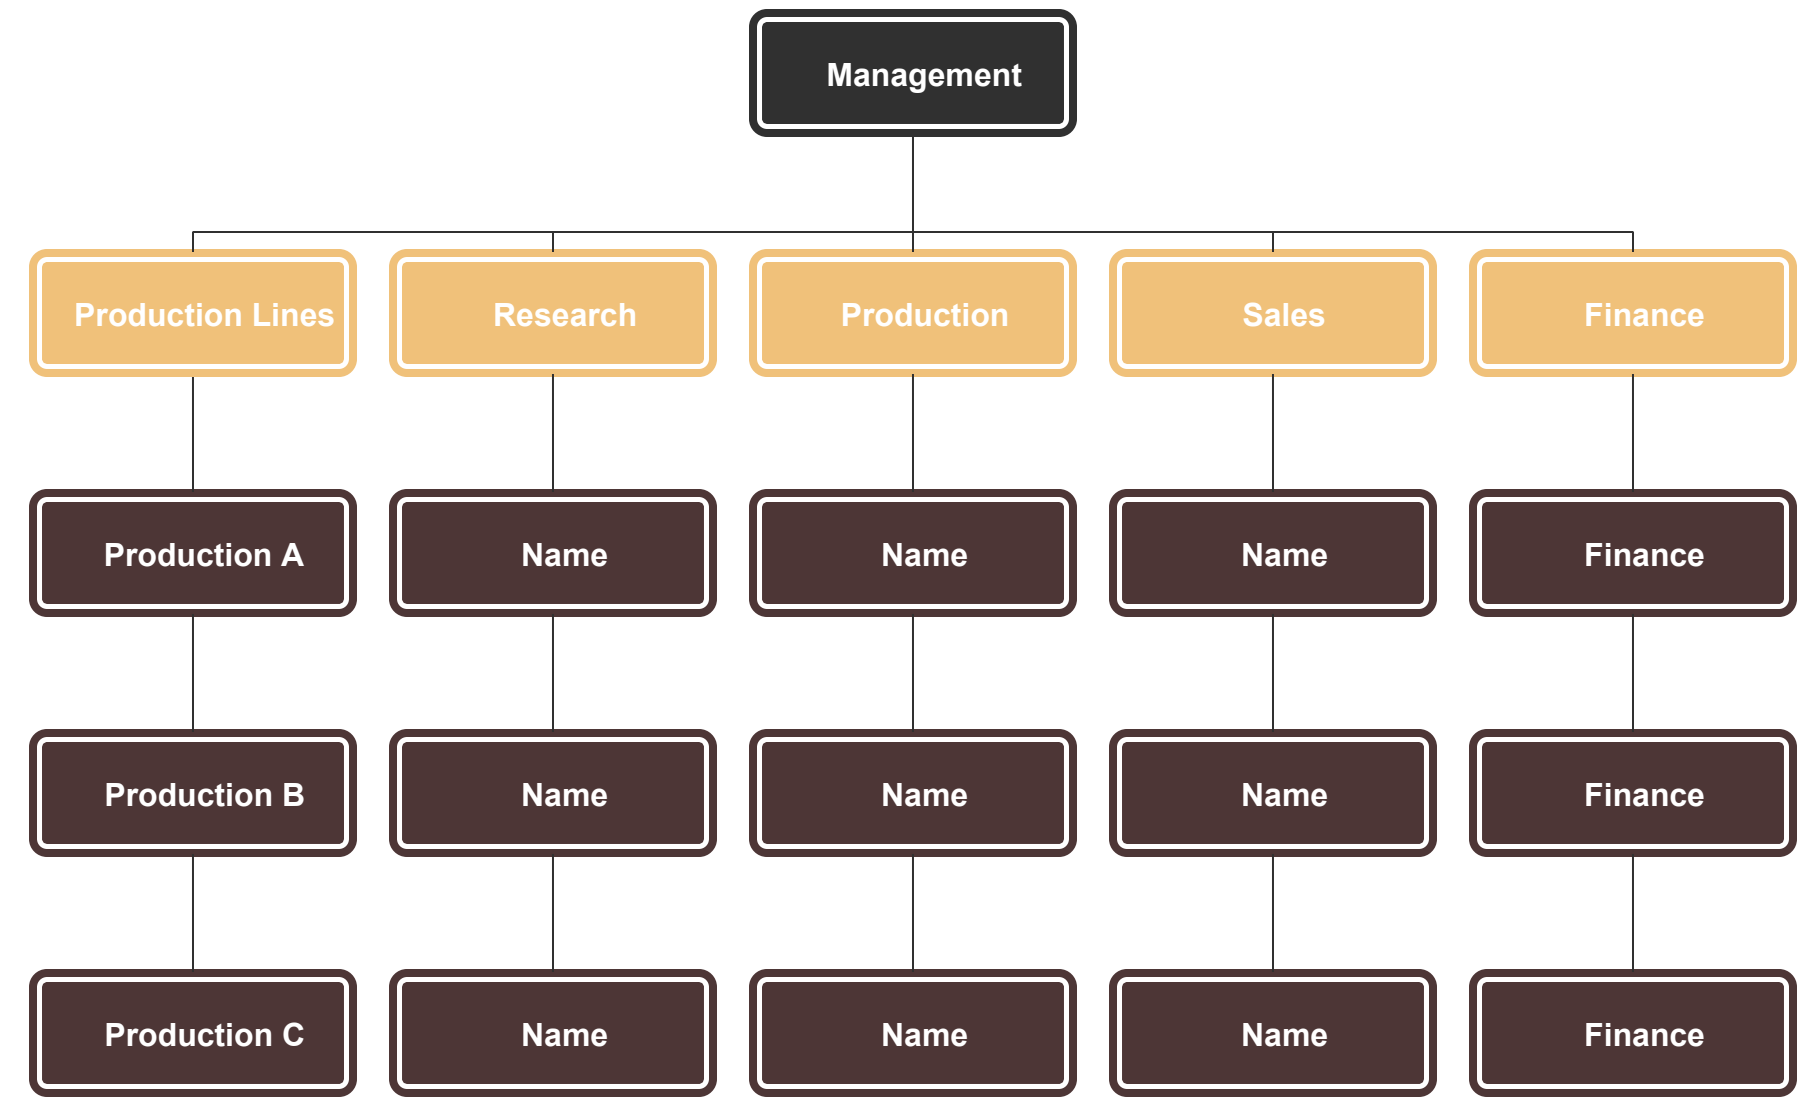 Management
Production Lines
Research
Production
Sales
Finance
Production A
Name
Name
Name
Finance
Production B
Name
Name
Name
Finance
Production C
Name
Name
Name
Finance